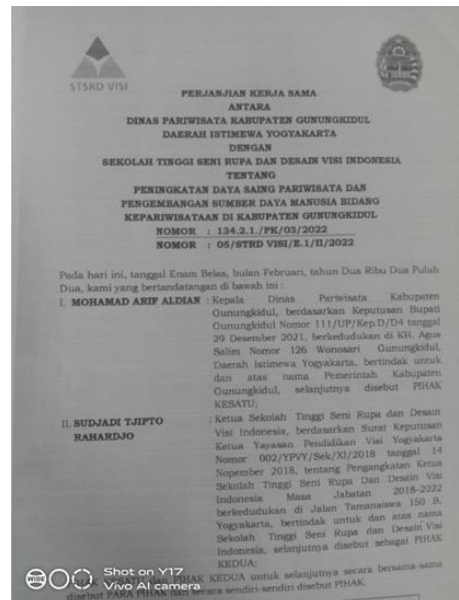 STSRD VISI
PERJANJIAN KERJA SAMA
ANTARA
DINAS PARIWISATA KABUPATEN GUNUNGKIDUL
DAERAH ISTIMEWA YOGYAKARTA
DENGAN
SEKOLAH TINGGI SENI RUPA DAN DESAIN VISI INDONESIA
TENTANG
PENINGKATAN DAYA SAING PARIWISATA DAN
PENGEMBANGAN SUMBER DAYA MANUSIA BIDANG
KEPARIWISATAAN DI KABUPATEN GUNUNGKIDUL
NOMOR : 134.2.1./PK/03/2022
NOMOR : 05/STRD VISI/E.1/II/2022
Pada hari ini, tanggal Enam Belas, bulan Februari, tahun Dua Ribu Dua Puluh
Dua, kami yang bertandatangan di bawah ini :
I. MOHAMAD ARIF ALDIAN : Kepala Dinas Pariwisata Kabupaten
Gunungkidul, berdasarkan Keputusan Bupati
Gunungkidul Nomor 111/UP/Kep.D/D4 tanggal
29 Desember 2021, berkedudukan di KH. Agus
Salim Nomor 126 Wonosari Gunungkidul,
Daerah Istimewa Yogyakarta, bertindak untuk
dan atas nama Pemerintah Kabupaten
Gunungkidul, selanjutnya disebut PIHAK
KESATU;
II. SUDJADI TJIPTO : Ketua Sekolah Tinggi Seni Rupa dan Desain
RAHARDJO Visi Indonesia, berdasarkan Surat Keputusan
Ketua Yayasan Pendidikan Visi Yogyakarta
Nomor 002/YPVY/Sek/XI/2018 tanggal 14
Nopember 2018, tentang Pengangkatan Ketua
Sekolah Tinggi Seni Rupa Dan Desain Visi
Indonesia Masa Jabatan 2018-2022
berkedudukan di Jalan Tamansiswa 150 B,
Yogyakarta, bertindak untuk dan atas nama
Sekolah Tinggi Seni Rupa dan Desain Visi
Indonesia, selanjutnya disebut sebagai PIHAK
KEDUA;
KESATU dan PIHAK KEDUA untuk selanjutnya secara bersama-sama
disebut PARA PIHAK dan secara sendiri-sendiri disebut PIHAK.
WIDE
Shot on Y17
Vivo AI camera